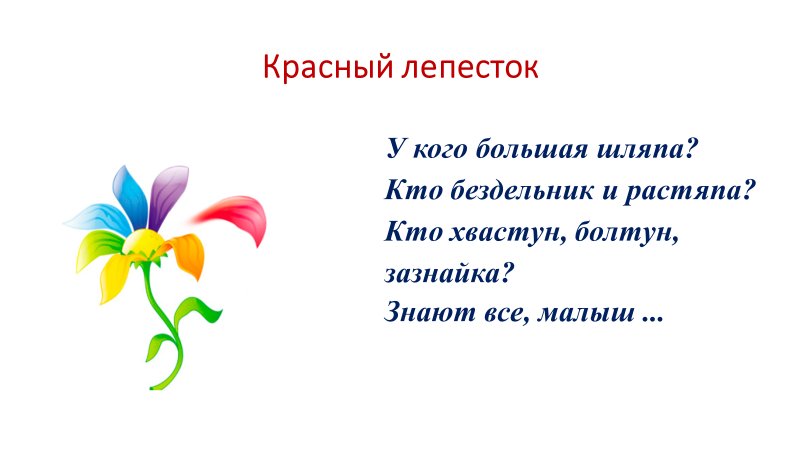 Красный лепесток
У кого большая шляпа?
Кто бездельник и растяпа?
Кто хвастун, болтун,
зазнайка?
Знают все, малыш ...